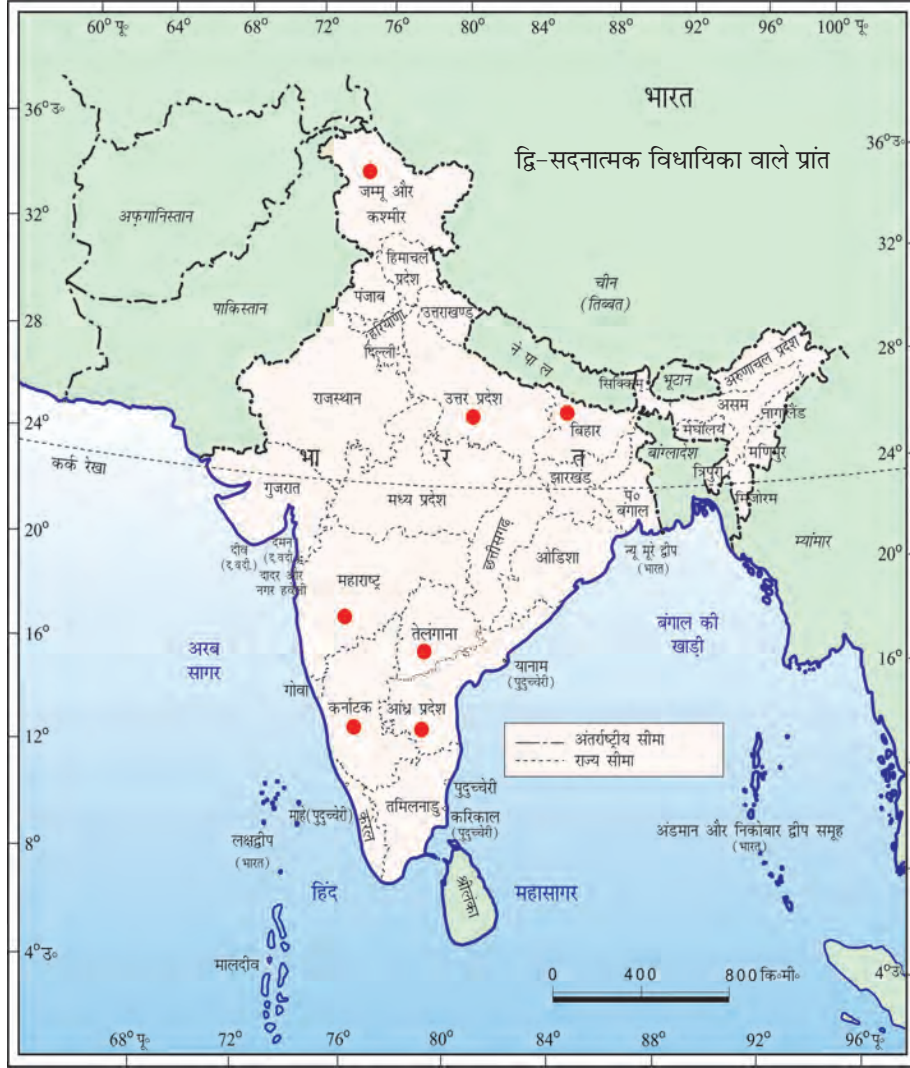 60° पू॰ 64° 68° 72° 76° 80° 84° 88° 92° 96° 100° पू॰
भारत
द्वि-सदनात्मक विधायिका वाले प्रांत
36° उ॰
36° उ॰
32°
32°
28
28°
24°
24°
20°
20°
16°
16°
12°
12°
8°
8°
4° उ॰
4° उ॰
जम्मू और
कश्मीर
अफ़गानिस्तान
हिमाचल
प्रदेश
पंजाब
चीन
(तिब्बत)
पाकिस्तान
उत्तराखण्ड
हरियाणा
दिल्ली
नेपाल
सिक्किम
भूटान
अरुणाचल प्रदेश
राजस्थान
उत्तर प्रदेश
बिहार
असम
नागालैंड
मेघालय
मणिपुर
बांग्लादेश
त्रिपुरा
मिज़ोरम
भा र त
कर्क रेखा
गुजरात
मध्य प्रदेश
झारखंड
प॰
बंगाल
छत्तीसगढ़
ओडिशा
म्यांमार
न्यू मूरे द्वीप
(भारत)
दीव
(द.वदी.)
दमन
(द.वदी.)
दादर और
नगर हवेली
महाराष्ट्र
तेलंगाना
अरब
सागर
बंगाल की
खाड़ी
यानाम
(पुदुच्चेरी)
गोवा
कर्नाटक
आंध्र प्रदेश
अंतर्राष्ट्रीय सीमा
राज्य सीमा
पुदुच्चेरी
तमिलनाडु
करिकाल
(पुदुच्चेरी)
माहे(पुदुच्चेरी)
केरल
लक्षद्वीप
(भारत)
अंडमान और निकोबार द्वीप समूह
(भारत)
हिंद
महासागर
श्रीलंका
मालदीव
0 400 800 कि॰मी॰
68° पू॰ 72° 76° 80° 84° 88° 92° 96° पू॰